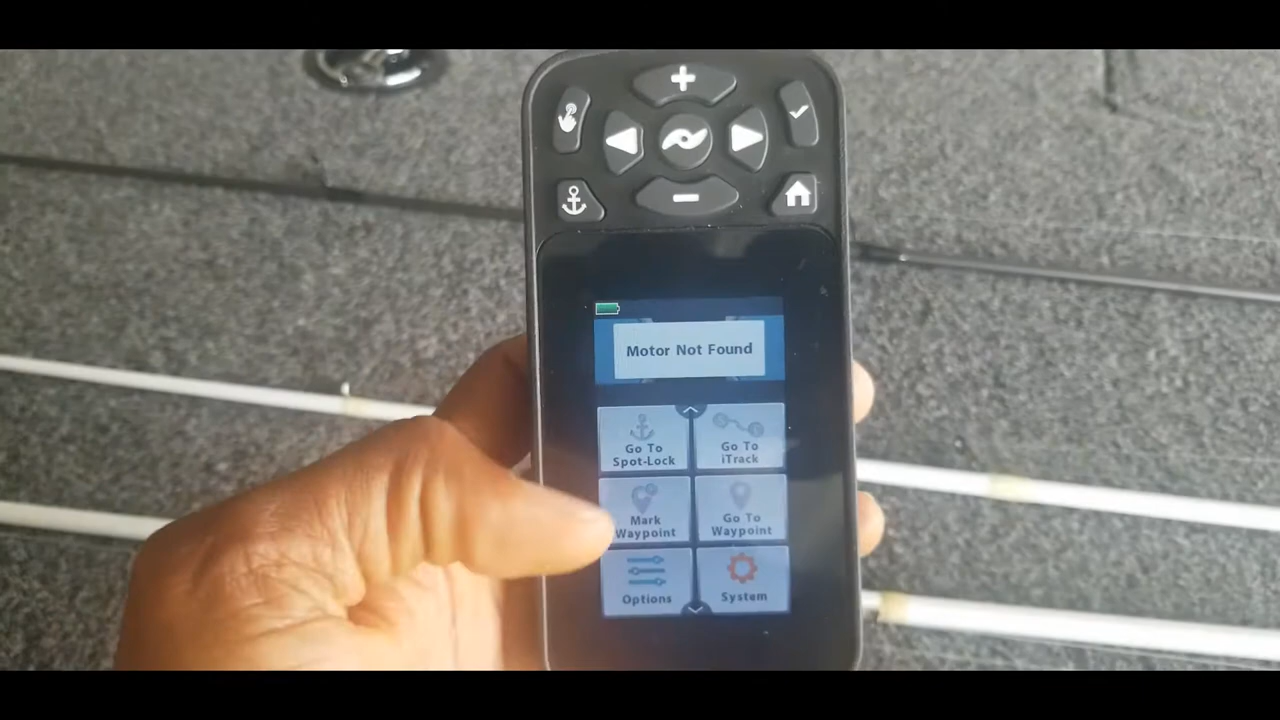 Motor Not Found
Go To
Spot-Lock
Go To
iTrack
Mark
Waypoint
Go To
Waypoint
Options
System